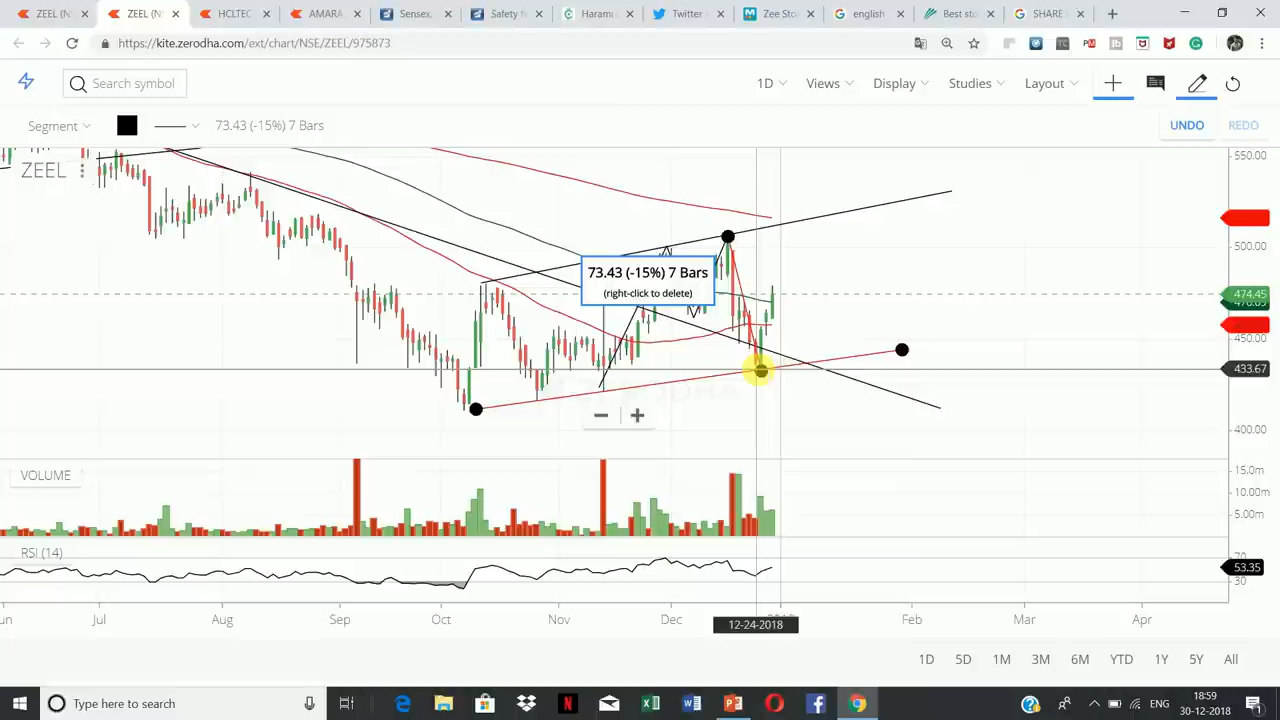 ZEEL (N
ZEEL (N
HCLTEC
AMARA
Sensex,
Safety f
Harami
Twitter
Zee Sto
english
Best sto
SHARE
https://kite.zerodha.com/ext/chart/NSE/ZEEL/975873
Search symbol
1D
Views
Display
Studies
Layout
Segment
73.43 (-15%) 7 Bars
UNDO
REDO
ZEEL
550.00
500.00
73.43 (-15%) 7 Bars
(right-click to delete)
474.45
450.00
433.67
400.00
VOLUME
15.0m
10.00m
5.00m
RSI (14)
70
53.35
30
Jul
Aug
Sep
Oct
Nov
Dec
12-24-2018
Feb
Mar
Apr
1D
5D
1M
3M
6M
YTD
1Y
5Y
All
Type here to search
ENG
18:59
30-12-2018